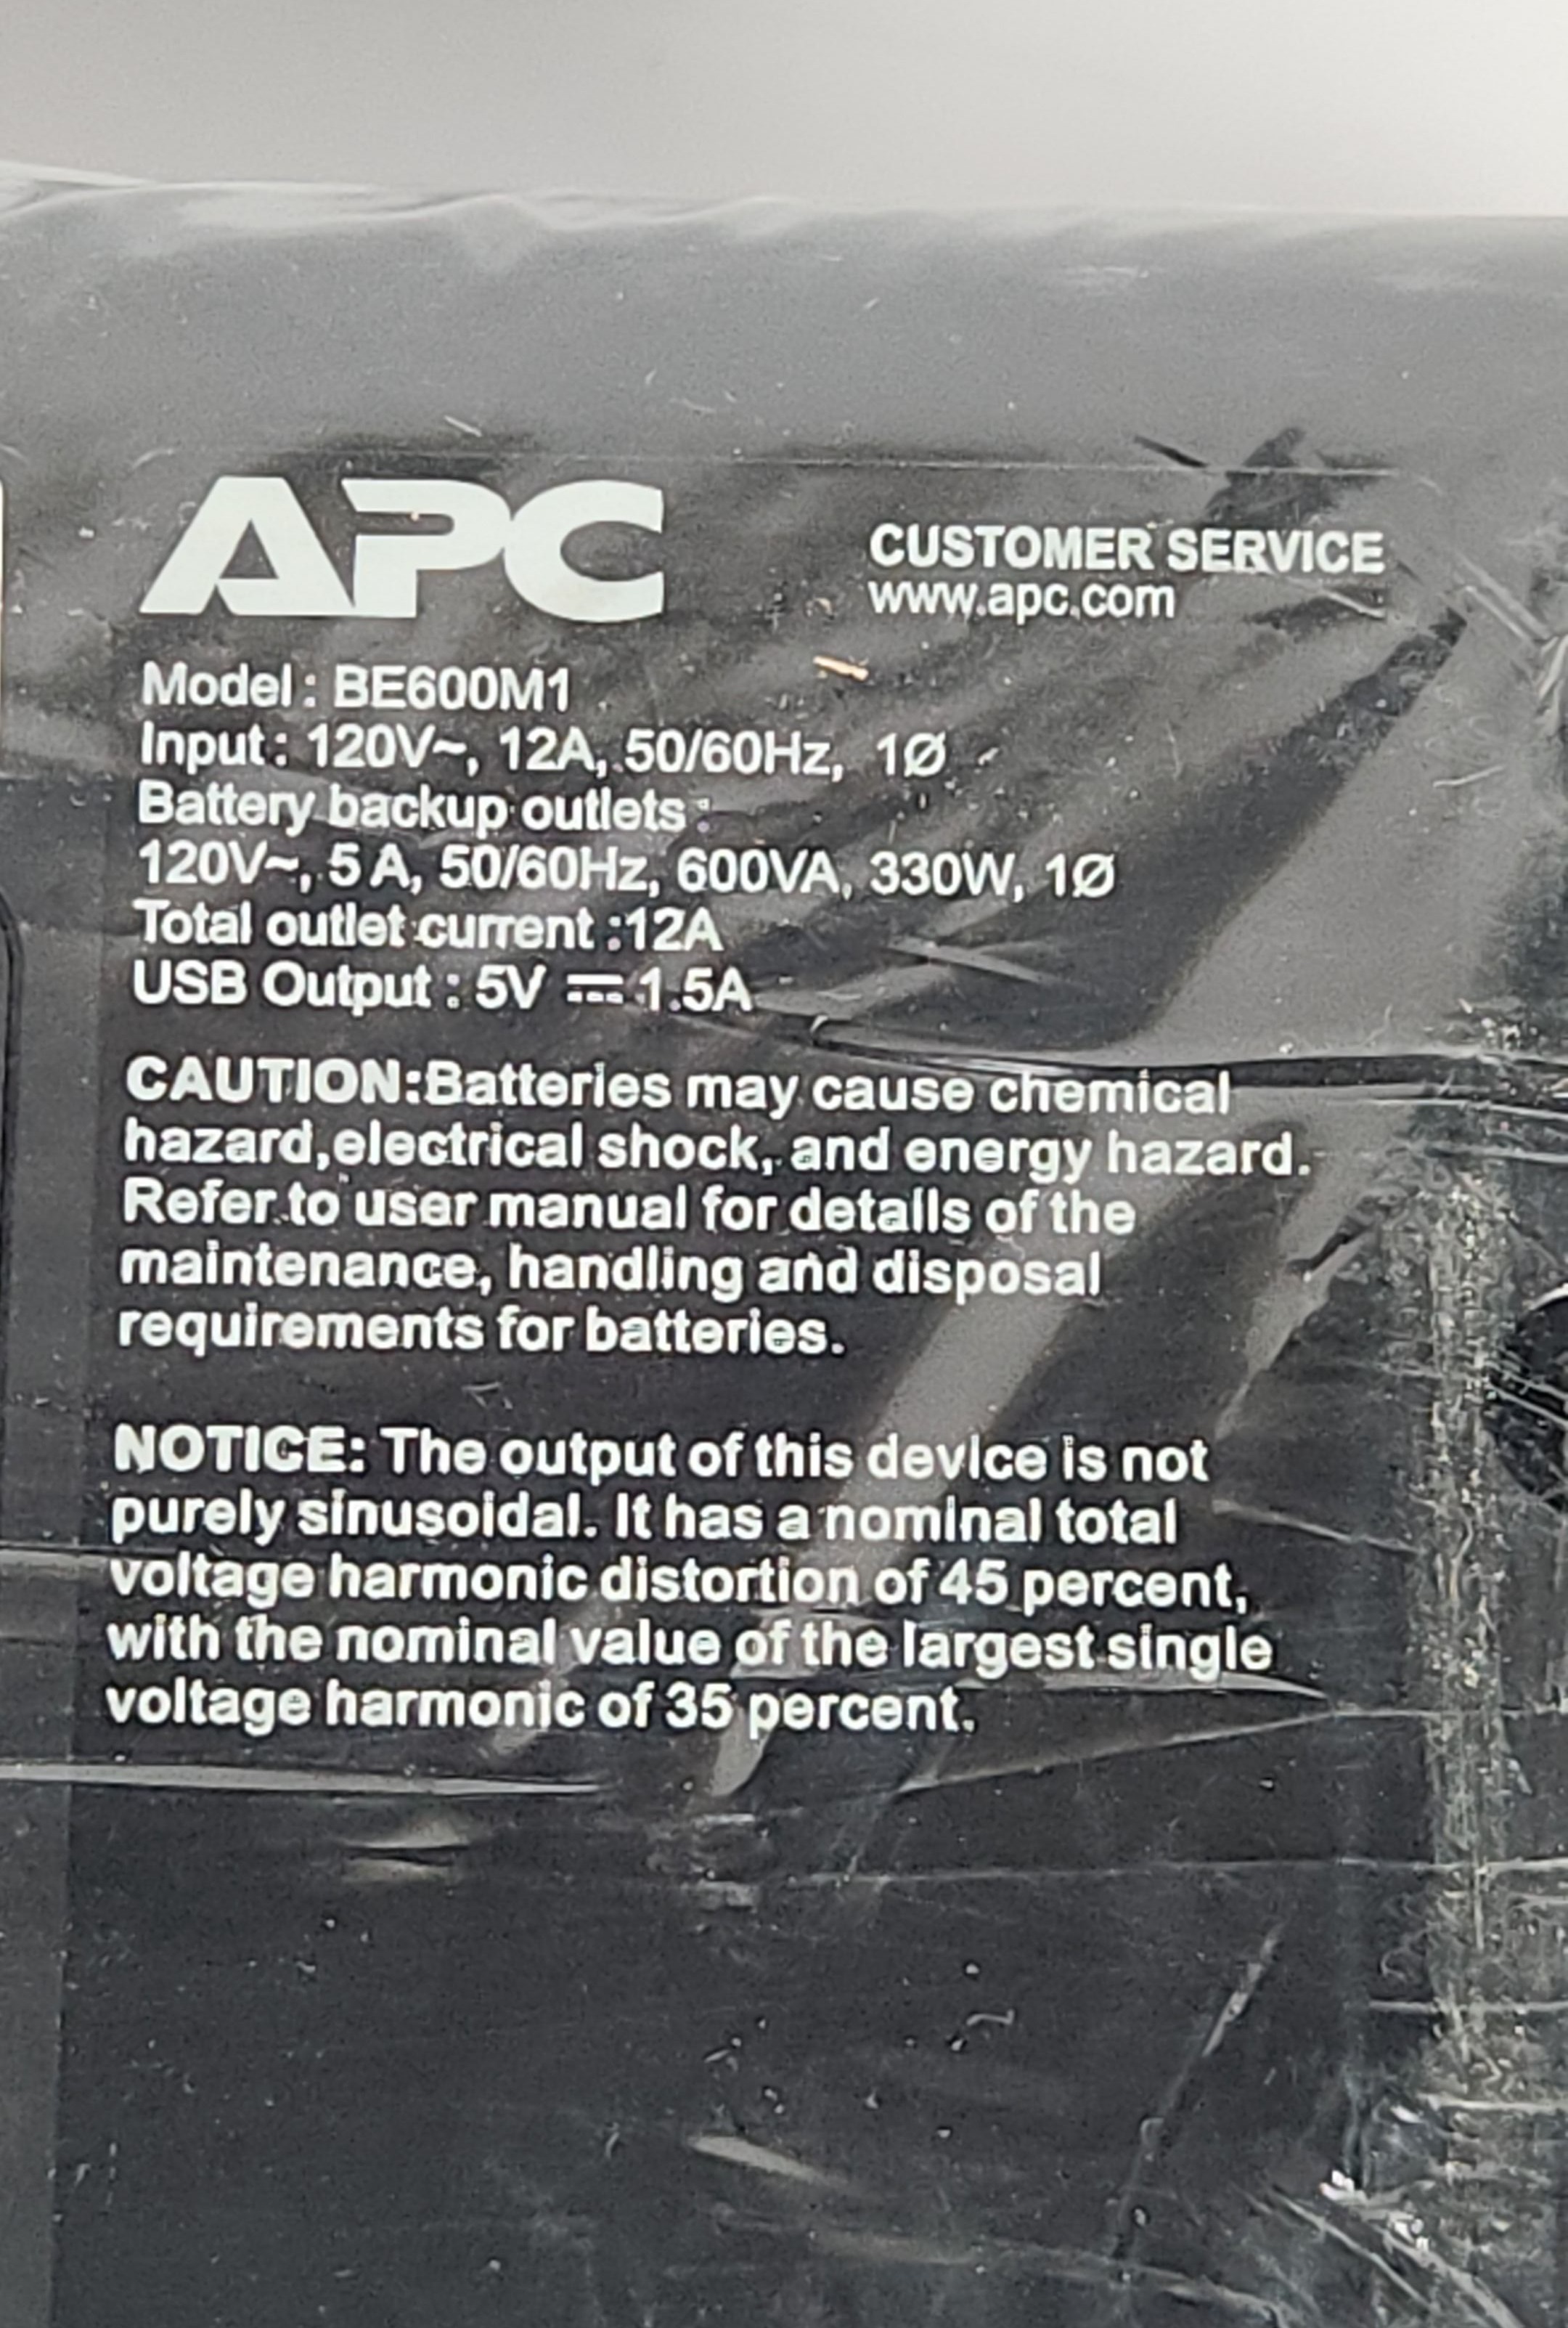 APC
CUSTOMER SERVICE
www.apc.com
Model : BE600M1
Input : 120V~, 12A, 50/60Hz, 1Ø
Battery backup outlets :
120V~, 5 A, 50/60Hz, 600VA, 330W, 1Ø
Total outlet current :12A
USB Output : 5V ⎓ 1.5A
CAUTION:Batteries may cause chemical
hazard,electrical shock, and energy hazard.
Refer to user manual for details of the
maintenance, handling and disposal
requirements for batteries.
NOTICE: The output of this device is not
purely sinusoidal. It has a nominal total
voltage harmonic distortion of 45 percent,
with the nominal value of the largest single
voltage harmonic of 35 percent.